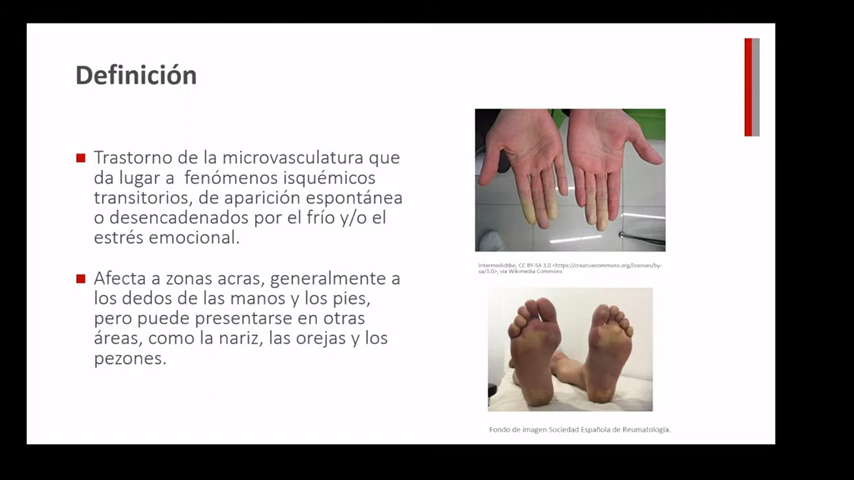 Definición
Trastorno de la microvasculatura que
da lugar a fenómenos isquémicos
transitorios, de aparición espontánea
o desencadenados por el frío y/o el
estrés emocional.
Afecta a zonas acras, generalmente a
los dedos de las manos y los pies,
pero puede presentarse en otras
áreas, como la nariz, las orejas y los
pezones.
Intermedichbo, CC BY-SA 3.0 <https://creativecommons.org/licenses/by-
sa/3.0>, via Wikimedia Commons
Fondo de imagen Sociedad Española de Reumatología.